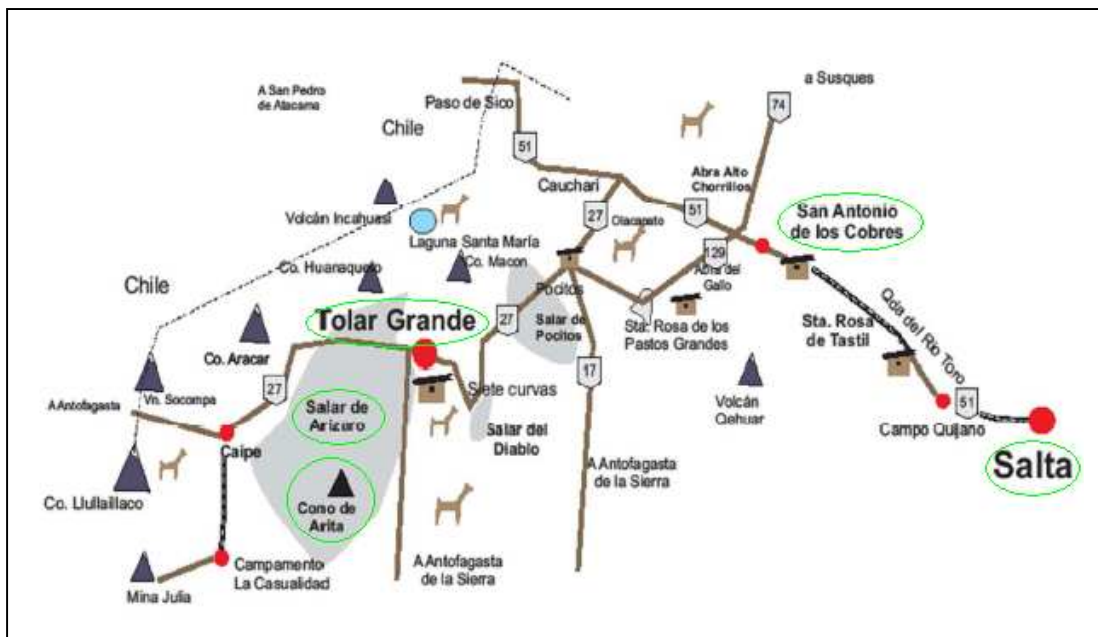 a Susques
A San Pedro
de Atacama
Paso de Sico
74
Chile
51
Abra Alto
Chorrillos
Cauchari
Volcán Incahuasi
27
Olacapato
51
San Antonio
de los Cobres
Laguna Santa María
Co. Macon
129
Abra del
Gallo
Co. Huanaqueto
Chile
Pocitos
Tolar Grande
27
Salar de
Pocitos
Sta. Rosa de los
Pastos Grandes
Sta. Rosa
de Tastil
Qda del Rio Toro
Co. Aracar
Vn. Socompa
27
Siete curvas
17
Volcán
Qehuar
A Antofagasta
Salar de
Arizaro
Salar del
Diablo
51
Campo Quijano
Caipe
Salta
A Antofagasta
de la Sierra
Co. Llullaillaco
Cono de
Arita
Campamento
La Casualidad
A Antofagasta
de la Sierra
Mina Julia